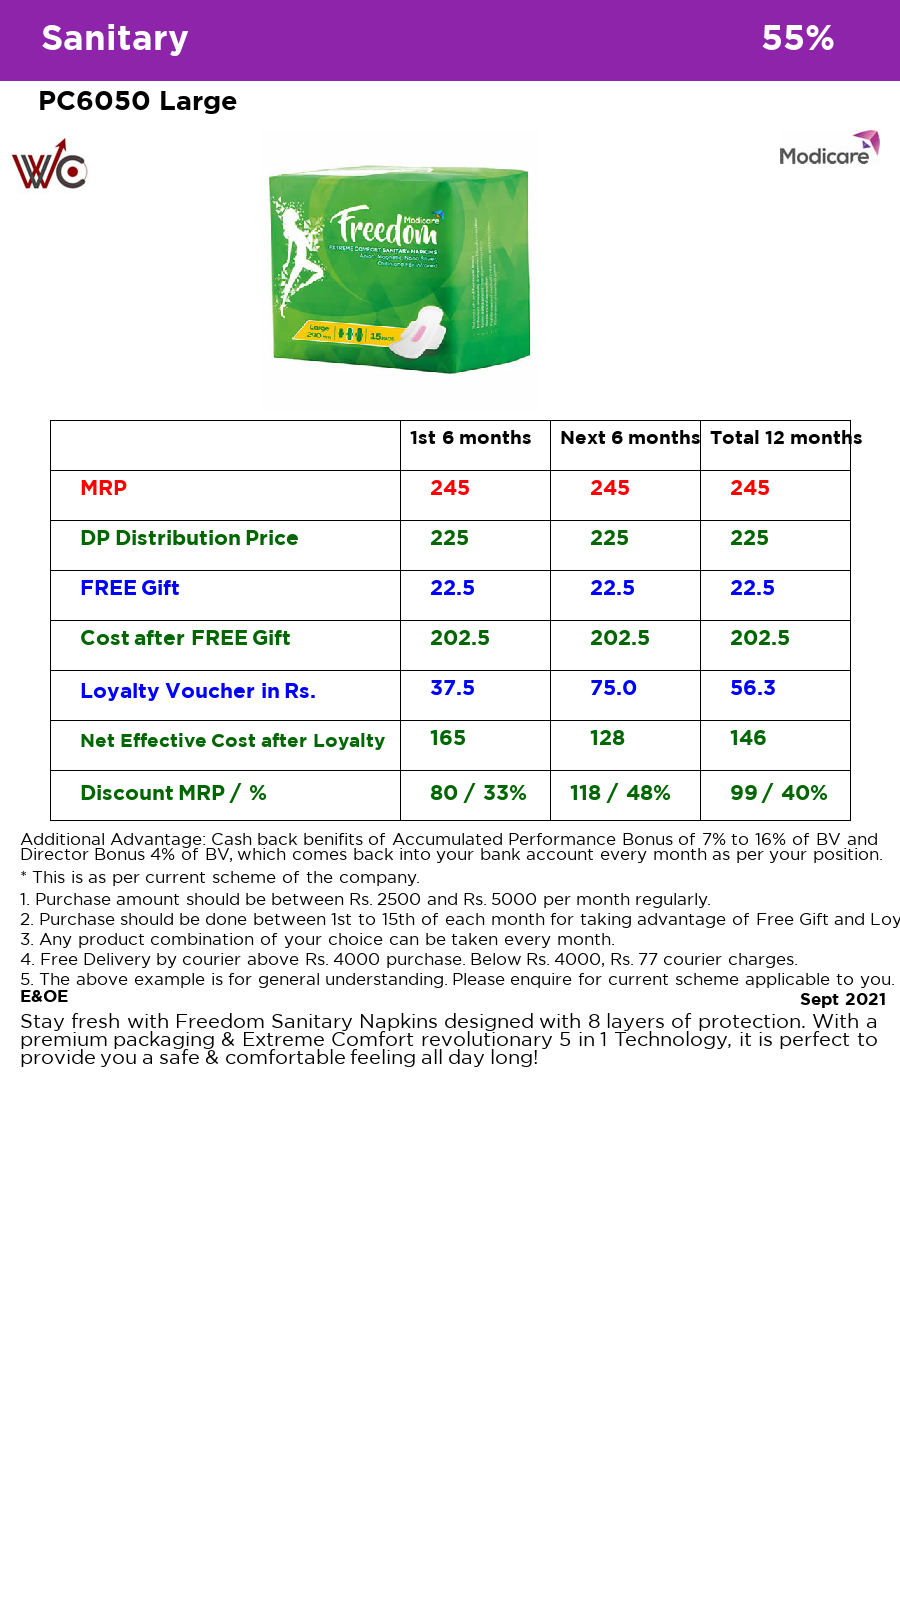 Sanitary 55%
PC6050 Large
WC
Modicare
Modicare
Freedom
EXTREME COMFORT SANITARY NAPKINS
Large
290 mm
15 PADS
1st 6 months Next 6 months Total 12 months
MRP 245 245 245
DP Distribution Price 225 225 225
FREE Gift 22.5 22.5 22.5
Cost after FREE Gift 202.5 202.5 202.5
Loyalty Voucher in Rs. 37.5 75.0 56.3
Net Effective Cost after Loyalty 165 128 146
Discount MRP / % 80 / 33% 118 / 48% 99 / 40%
Additional Advantage: Cash back benifits of Accumulated Performance Bonus of 7% to 16% of BV and
Director Bonus 4% of BV, which comes back into your bank account every month as per your position.
* This is as per current scheme of the company.
1. Purchase amount should be between Rs. 2500 and Rs. 5000 per month regularly.
2. Purchase should be done between 1st to 15th of each month for taking advantage of Free Gift and Loy
3. Any product combination of your choice can be taken every month.
4. Free Delivery by courier above Rs. 4000 purchase. Below Rs. 4000, Rs. 77 courier charges.
5. The above example is for general understanding. Please enquire for current scheme applicable to you.
E&OE
Sept 2021
Stay fresh with Freedom Sanitary Napkins designed with 8 layers of protection. With a
premium packaging & Extreme Comfort revolutionary 5 in 1 Technology, it is perfect to
provide you a safe & comfortable feeling all day long!